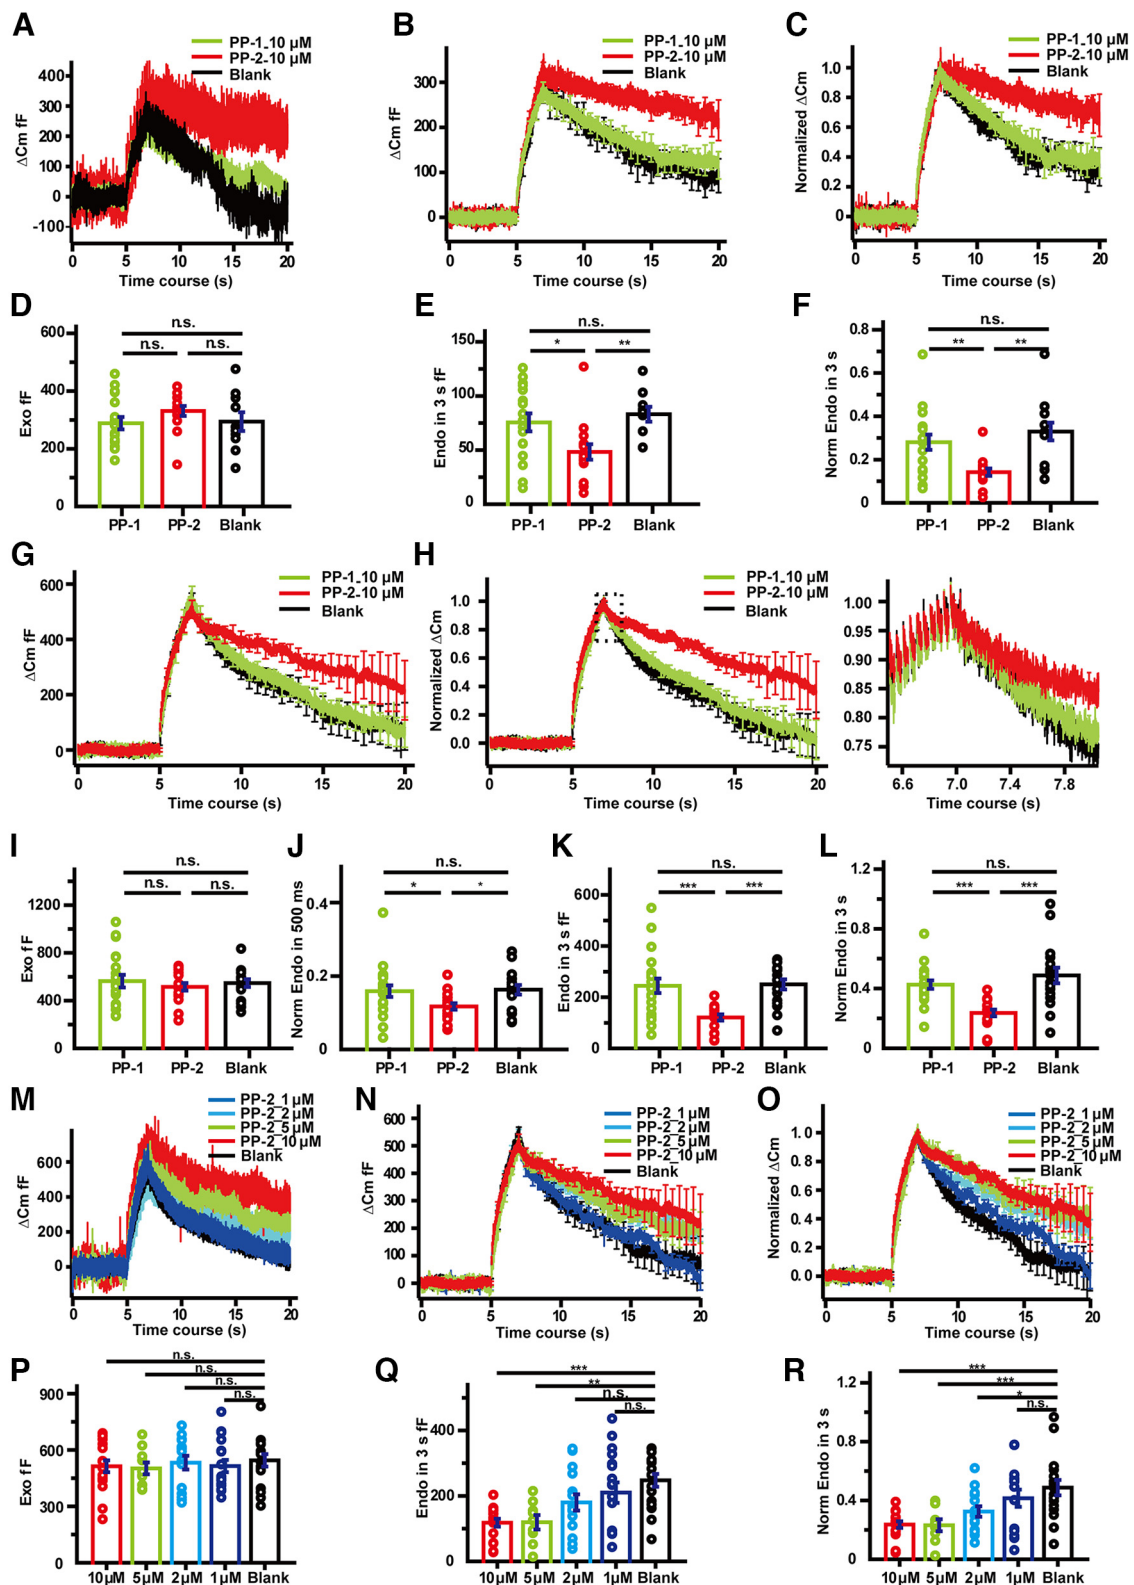 A
PP-1_10 µM
PP-2_10 µM
Blank
ΔCm fF
400
300
200
100
0
-100
0 5 10 15 20
Time course (s)
B
PP-1_10 µM
PP-2_10 µM
Blank
ΔCm fF
300
200
100
0
0 5 10 15 20
Time course (s)
C
PP-1_10 µM
PP-2_10 µM
Blank
Normalized ΔCm
1.0
0.8
0.6
0.4
0.2
0
0 5 10 15 20
Time course (s)
D
n.s.
n.s. n.s.
Exo fF
600
400
200
0
PP-1 PP-2 Blank
E
n.s.
* **
Endo in 3 s fF
150
100
50
0
PP-1 PP-2 Blank
F
n.s.
** **
Norm Endo in 3 s
0.8
0.6
0.4
0.2
0
PP-1 PP-2 Blank
G
PP-1_10 µM
PP-2_10 µM
Blank
ΔCm fF
600
400
200
0
0 5 10 15 20
Time course (s)
H
PP-1_10 µM
PP-2_10 µM
Blank
Normalized ΔCm
1.0
0.8
0.6
0.4
0.2
0.0
0 5 10 15 20
Time course (s)
1.00
0.95
0.90
0.85
0.80
0.75
6.6 7.0 7.4 7.8
Time course (s)
I
n.s.
n.s. n.s.
Exo fF
1200
800
400
0
PP-1 PP-2 Blank
J
n.s.
* *
Norm Endo in 500 ms
0.4
0.2
0
PP-1 PP-2 Blank
K
n.s.
*** ***
Endo in 3 s fF
600
400
200
0
PP-1 PP-2 Blank
L
n.s.
*** ***
Norm Endo in 3 s
1.2
0.8
0.4
0
PP-1 PP-2 Blank
M
PP-2_1 µM
PP-2_2 µM
PP-2_5 µM
PP-2_10 µM
Blank
ΔCm fF
600
400
200
0
0 5 10 15 20
Time course (s)
N
PP-2_1 µM
PP-2_2 µM
PP-2_5 µM
PP-2_10 µM
Blank
ΔCm fF
600
500
400
300
200
100
0
0 5 10 15 20
Time course (s)
O
PP-2_1 µM
PP-2_2 µM
PP-2_5 µM
PP-2_10 µM
Blank
Normalized ΔCm
1.0
0.8
0.6
0.4
0.2
0.0
0 5 10 15 20
Time course (s)
P
n.s.
n.s.
n.s.
n.s.
Exo fF
900
600
300
0
10µM 5µM 2µM 1µM Blank
Q
***
**
n.s.
n.s.
Endo in 3 s fF
400
200
0
10µM 5µM 2µM 1µM Blank
R
***
***
*
n.s.
Norm Endo in 3 s
1.2
0.8
0.4
0
10µM 5µM 2µM 1µM Blank